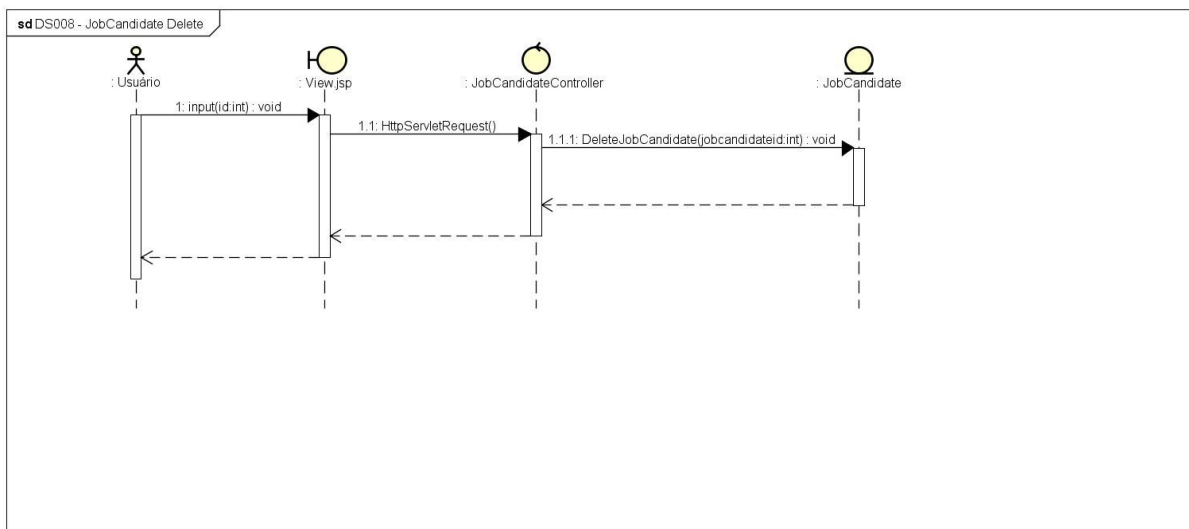 sd DS008 - JobCandidate Delete
: Usuário
: View.jsp
: JobCandidateController
: JobCandidate
1: input(id:int) : void
1.1: HttpServletRequest()
1.1.1: DeleteJobCandidate(jobcandidateid:int) : void